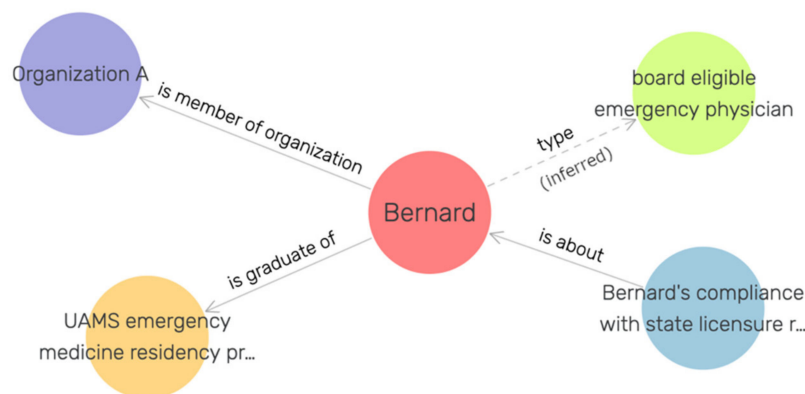 Organization A
is member of organization
board eligible
emergency physician
type
(inferred)
Bernard
is graduate of
is about
UAMS emergency
medicine residency pr…
Bernard's compliance
with state licensure r…